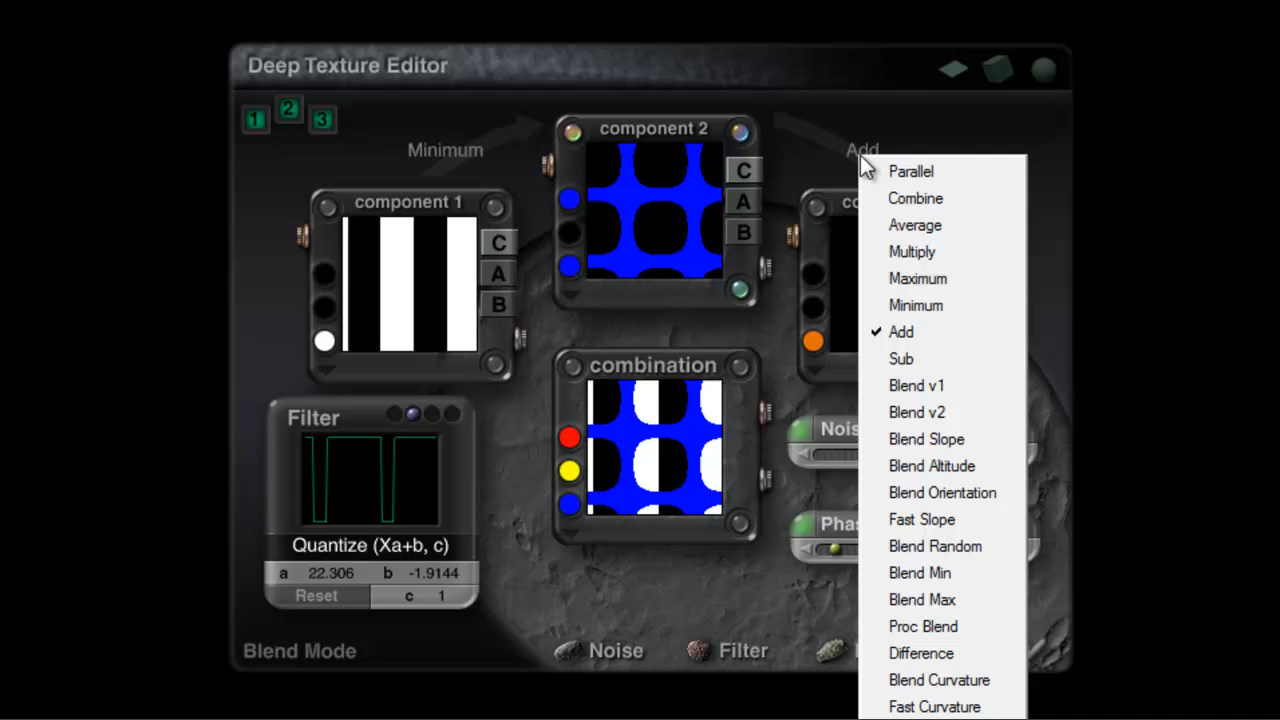 Deep Texture Editor
1
2
3
Minimum
component 2
Add
C
A
B
component 1
C
A
B
combination
Filter
Quantize (Xa+b, c)
a 22.306 b -1.9144
Reset c 1
Blend Mode
Noise
Filter
Parallel
Combine
Average
Multiply
Maximum
Minimum
Add
Sub
Blend v1
Blend v2
Blend Slope
Blend Altitude
Blend Orientation
Fast Slope
Blend Random
Blend Min
Blend Max
Proc Blend
Difference
Blend Curvature
Fast Curvature